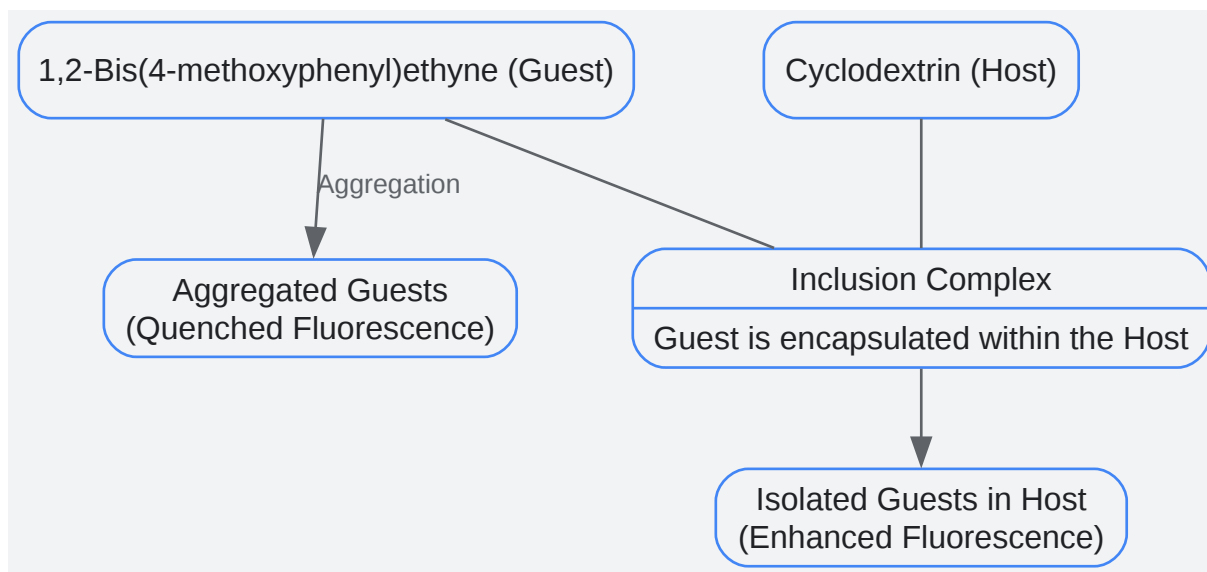 1,2-Bis(4-methoxyphenyl)ethyne (Guest)
Cyclodextrin (Host)
Aggregation
Aggregated Guests
(Quenched Fluorescence)
Inclusion Complex
Guest is encapsulated within the Host
Isolated Guests in Host
(Enhanced Fluorescence)